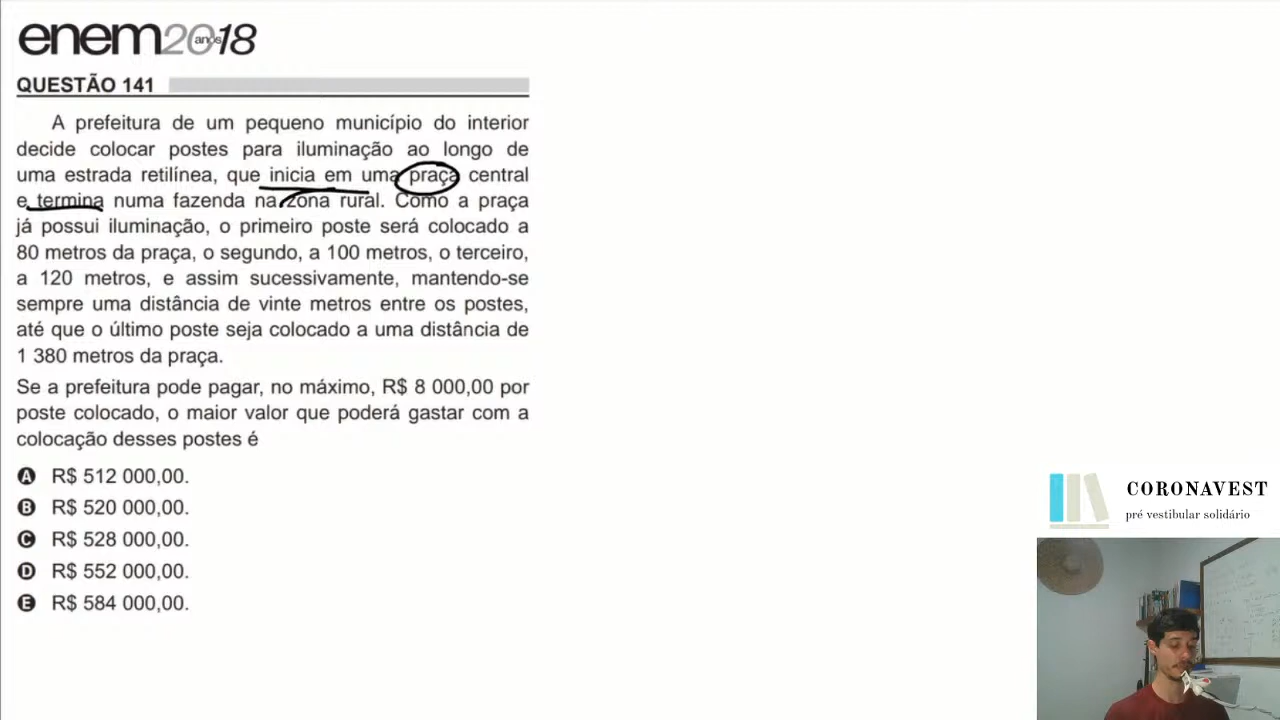 enem2018
anos
QUESTÃO 141
A prefeitura de um pequeno município do interior
decide colocar postes para iluminação ao longo de
uma estrada retilínea, que inicia em uma praça central
e termina numa fazenda na zona rural. Como a praça
já possui iluminação, o primeiro poste será colocado a
80 metros da praça, o segundo, a 100 metros, o terceiro,
a 120 metros, e assim sucessivamente, mantendo-se
sempre uma distância de vinte metros entre os postes,
até que o último poste seja colocado a uma distância de
1 380 metros da praça.
Se a prefeitura pode pagar, no máximo, R$ 8 000,00 por
poste colocado, o maior valor que poderá gastar com a
colocação desses postes é
A R$ 512 000,00.
B R$ 520 000,00.
C R$ 528 000,00.
D R$ 552 000,00.
E R$ 584 000,00.
CORONAVEST
pré vestibular solidário